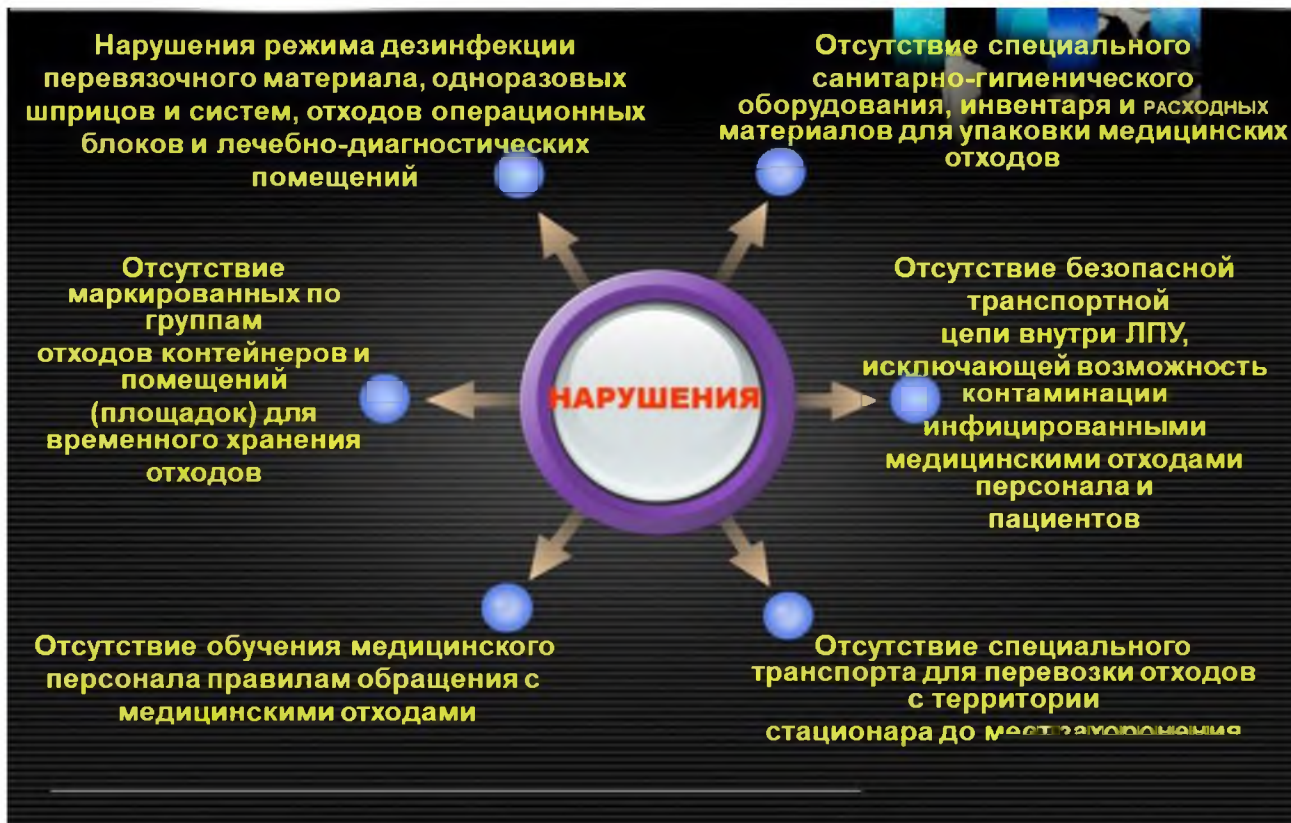 Нарушения режима дезинфекции
перевязочного материала, одноразовых
шприцов и систем, отходов операционных
блоков и лечебно-диагностических
помещений
Отсутствие специального
санитарно-гигиенического
оборудования, инвентаря и РАСХОДНЫХ
материалов для упаковки медицинских
отходов
Отсутствие
маркированных по
группам
отходов контейнеров и
помещений
(площадок) для
временного хранения
отходов
НАРУШЕНИЯ
Отсутствие безопасной
транспортной
цепи внутри ЛПУ,
исключающей возможность
контаминации
инфицированными
медицинскими отходами
персонала и
пациентов
Отсутствие обучения медицинского
персонала правилам обращения с
медицинскими отходами
Отсутствие специального
транспорта для перевозки отходов
с территории
стационара до мест захоронения